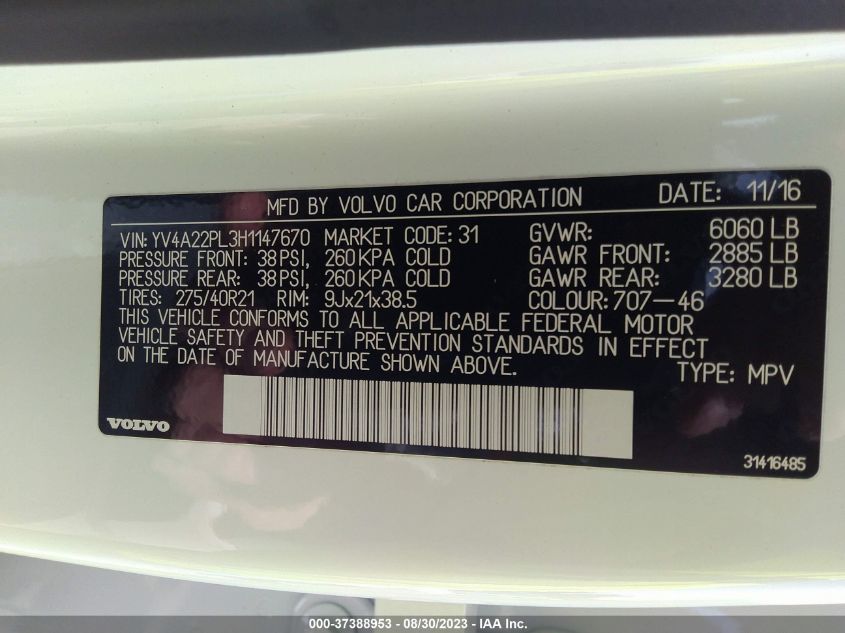 MFD BY VOLVO CAR CORPORATION DATE: 11/16
VIN: YV4A22PL3H1147670 MARKET CODE: 31 GVWR: 6060 LB
PRESSURE FRONT: 38 PSI, 260 KPA COLD GAWR FRONT: 2885 LB
PRESSURE REAR: 38 PSI, 260 KPA COLD GAWR REAR: 3280 LB
TIRES: 275/40R21 RIM: 9Jx21x38.5 COLOUR: 707-46
THIS VEHICLE CONFORMS TO ALL APPLICABLE FEDERAL MOTOR
VEHICLE SAFETY AND THEFT PREVENTION STANDARDS IN EFFECT
ON THE DATE OF MANUFACTURE SHOWN ABOVE.
TYPE: MPV
VOLVO
31416485
000-37388953 - 08/30/2023 - IAA Inc.